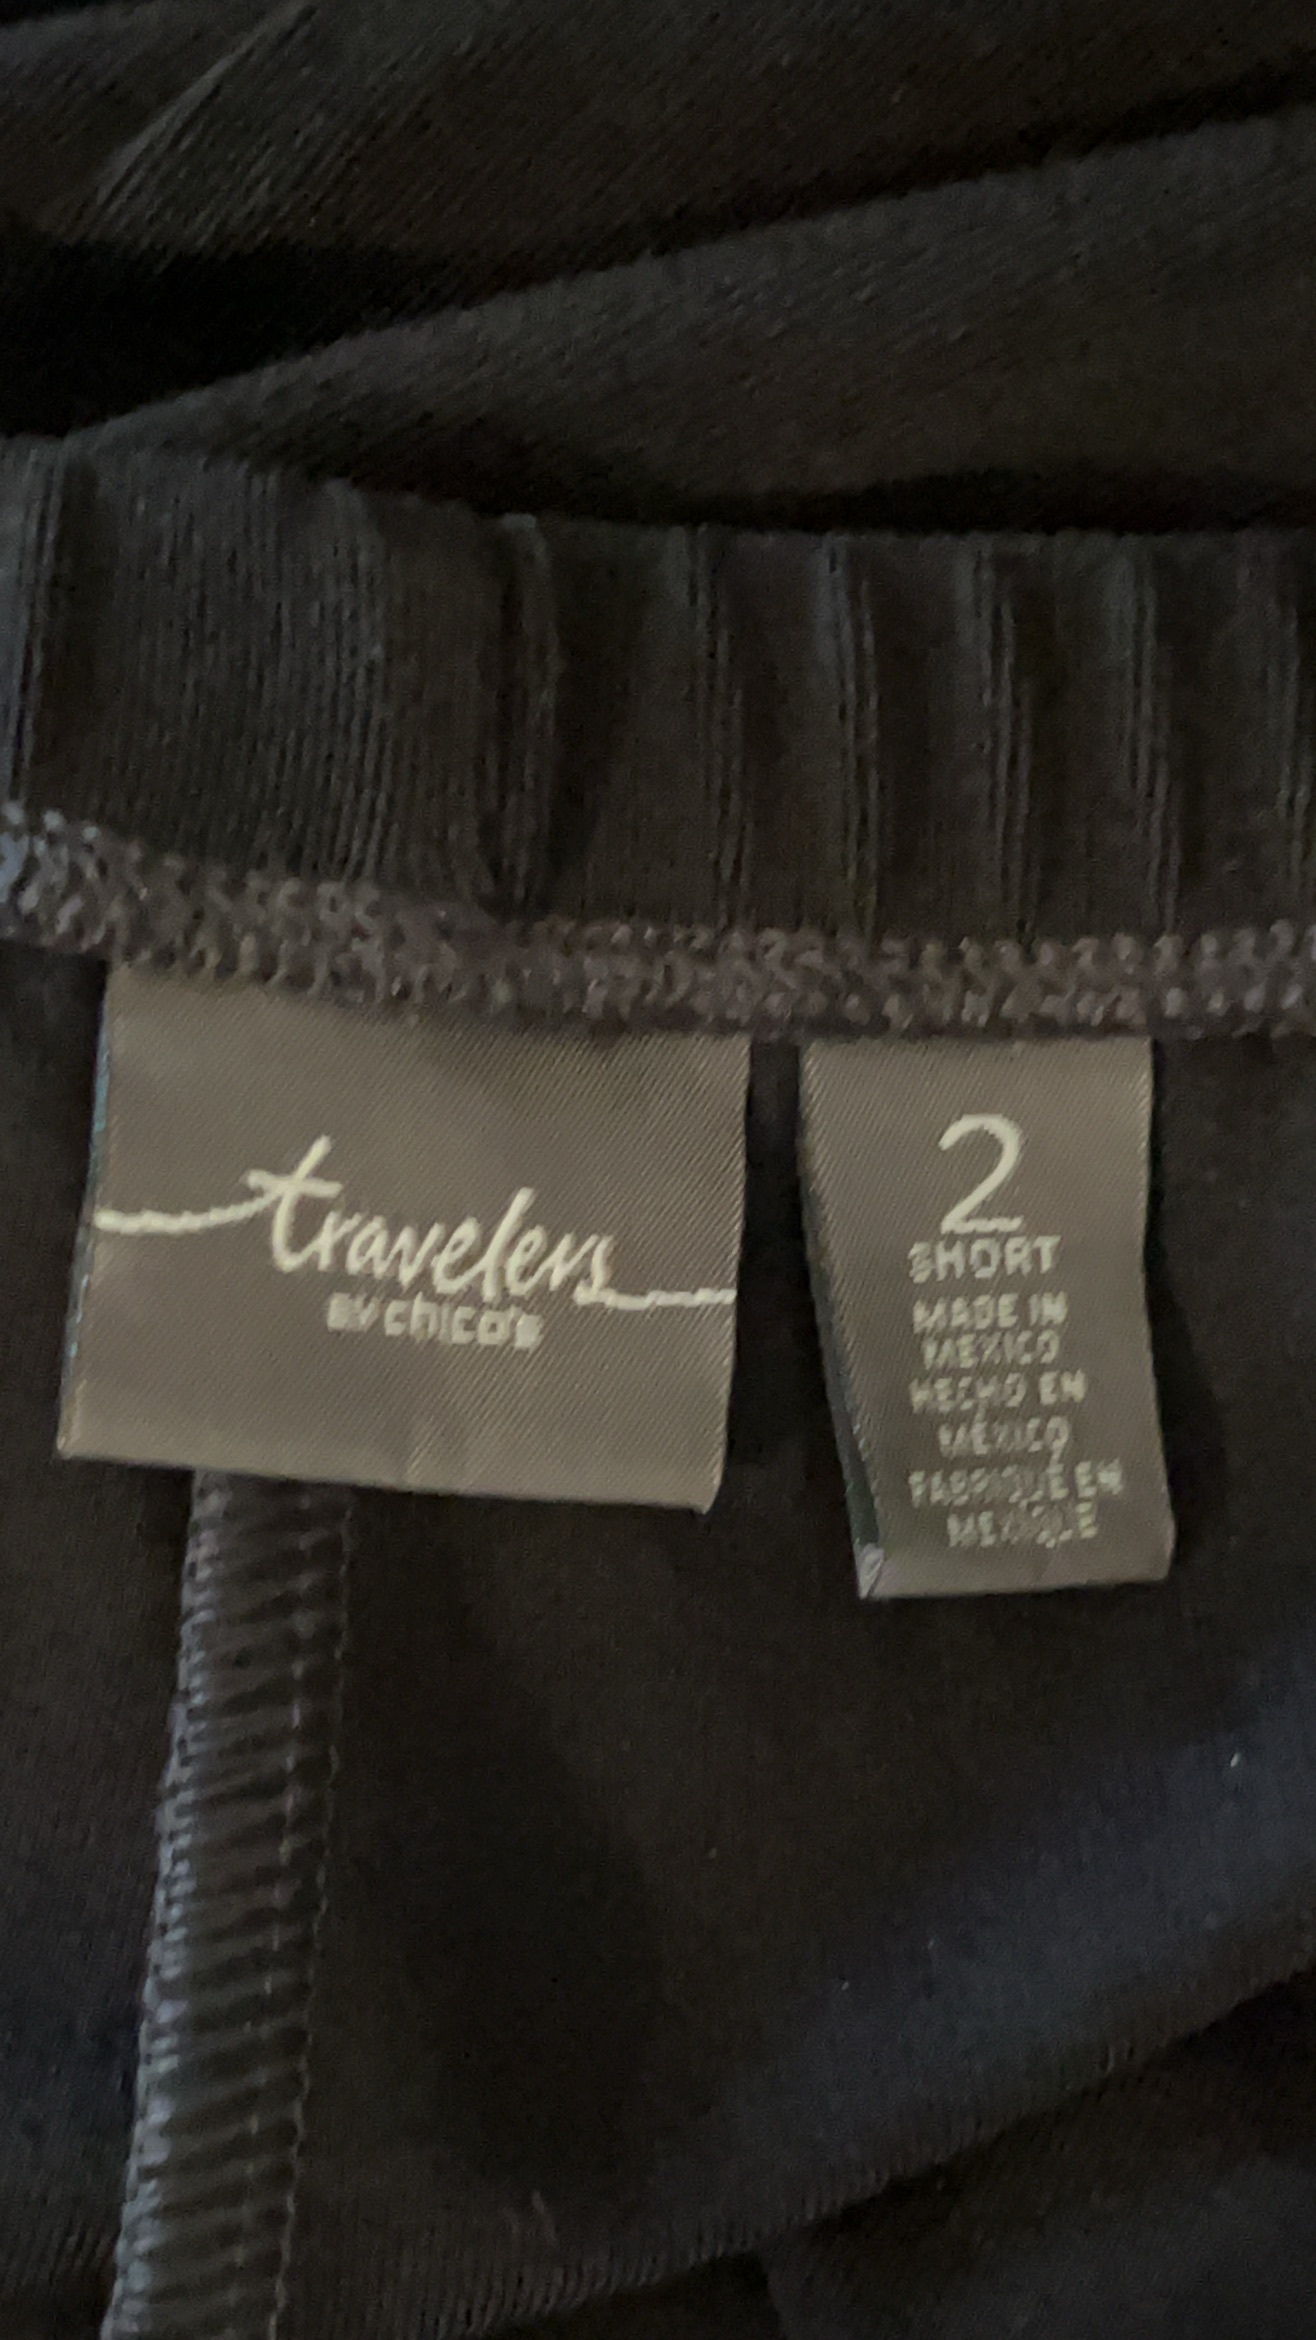 travelers
BY chico's
2
SHORT
MADE IN
MEXICO
HECHO EN
MÉXICO
FABRIQUÉ EN
MEXIQUE